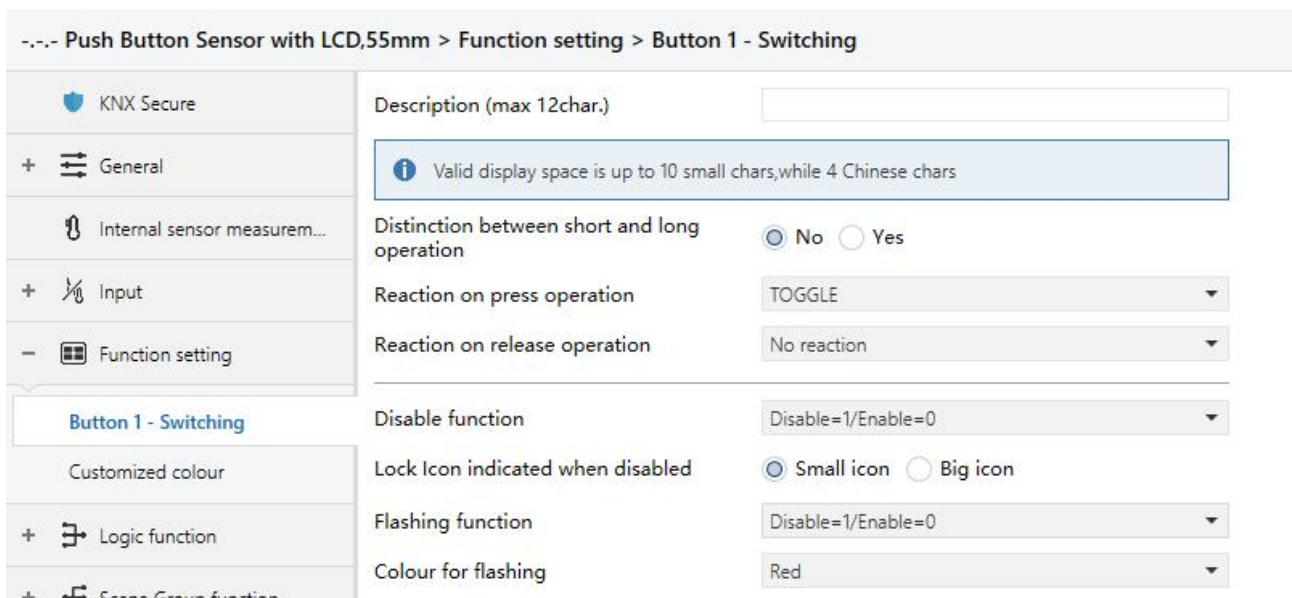 -.-.- Push Button Sensor with LCD,55mm > Function setting > Button 1 - Switching
KNX Secure
+ General
Internal sensor measurem...
+ Input
− Function setting
Button 1 - Switching
Customized colour
+ Logic function
+ Scene Group function
Description (max 12char.)
Valid display space is up to 10 small chars,while 4 Chinese chars
Distinction between short and long
operation
No Yes
Reaction on press operation
TOGGLE
Reaction on release operation
No reaction
Disable function
Disable=1/Enable=0
Lock Icon indicated when disabled
Small icon Big icon
Flashing function
Disable=1/Enable=0
Colour for flashing
Red